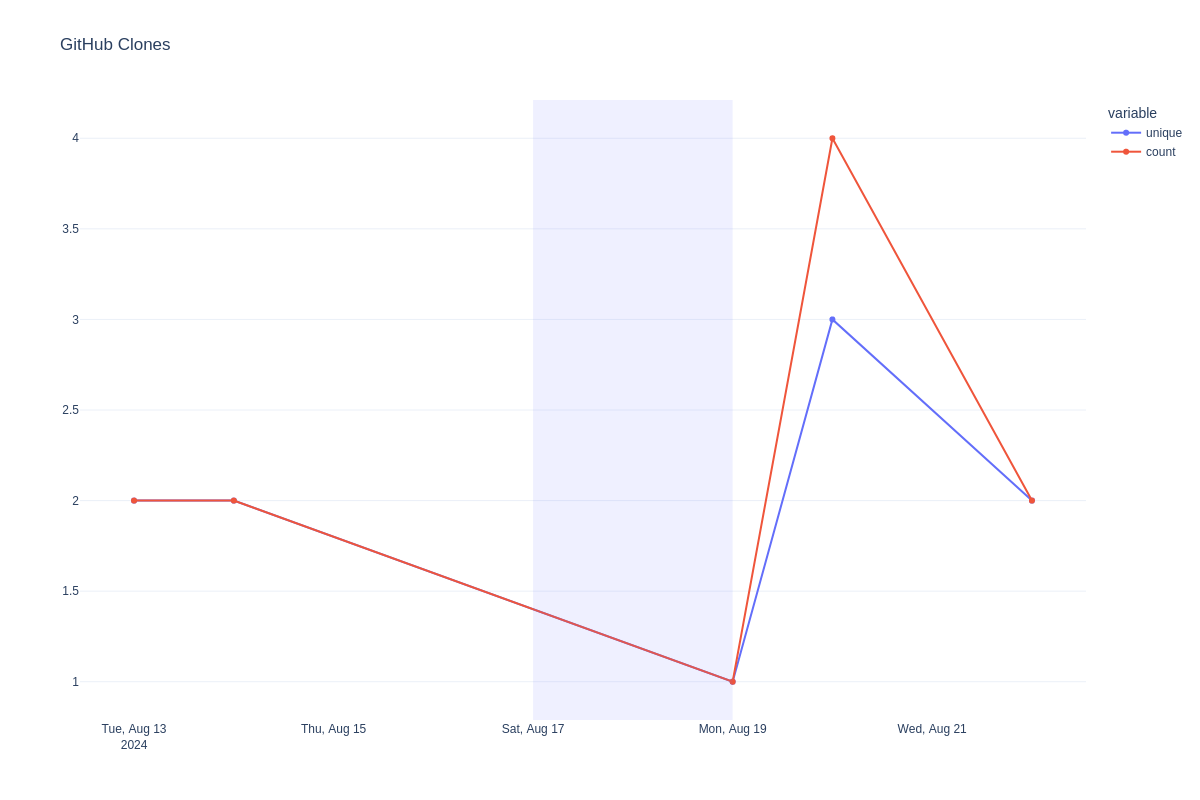 GitHub Clones
variable
unique
count
4
3.5
3
2.5
2
1.5
1
Tue, Aug 13
2024
Thu, Aug 15
Sat, Aug 17
Mon, Aug 19
Wed, Aug 21